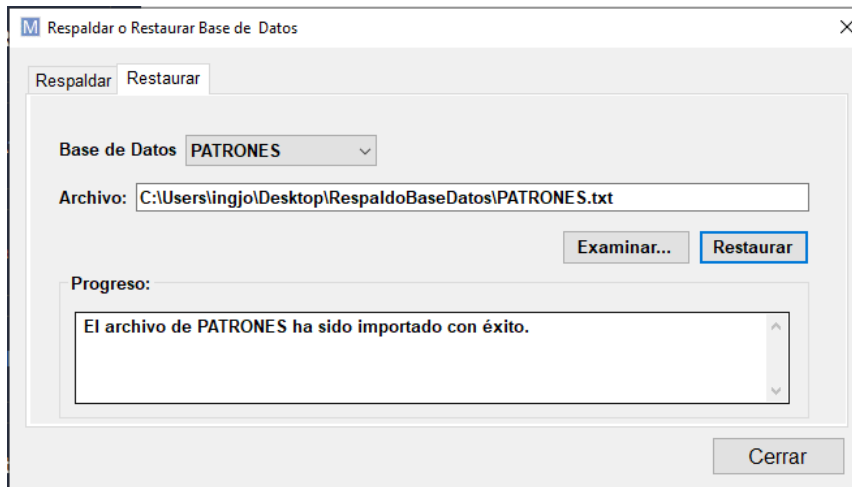 M Respaldar o Restaurar Base de Datos
Respaldar Restaurar
Base de Datos PATRONES
Archivo: C:\Users\ingjo\Desktop\RespaldoBaseDatos\PATRONES.txt
Examinar... Restaurar
Progreso:
El archivo de PATRONES ha sido importado con éxito.
Cerrar